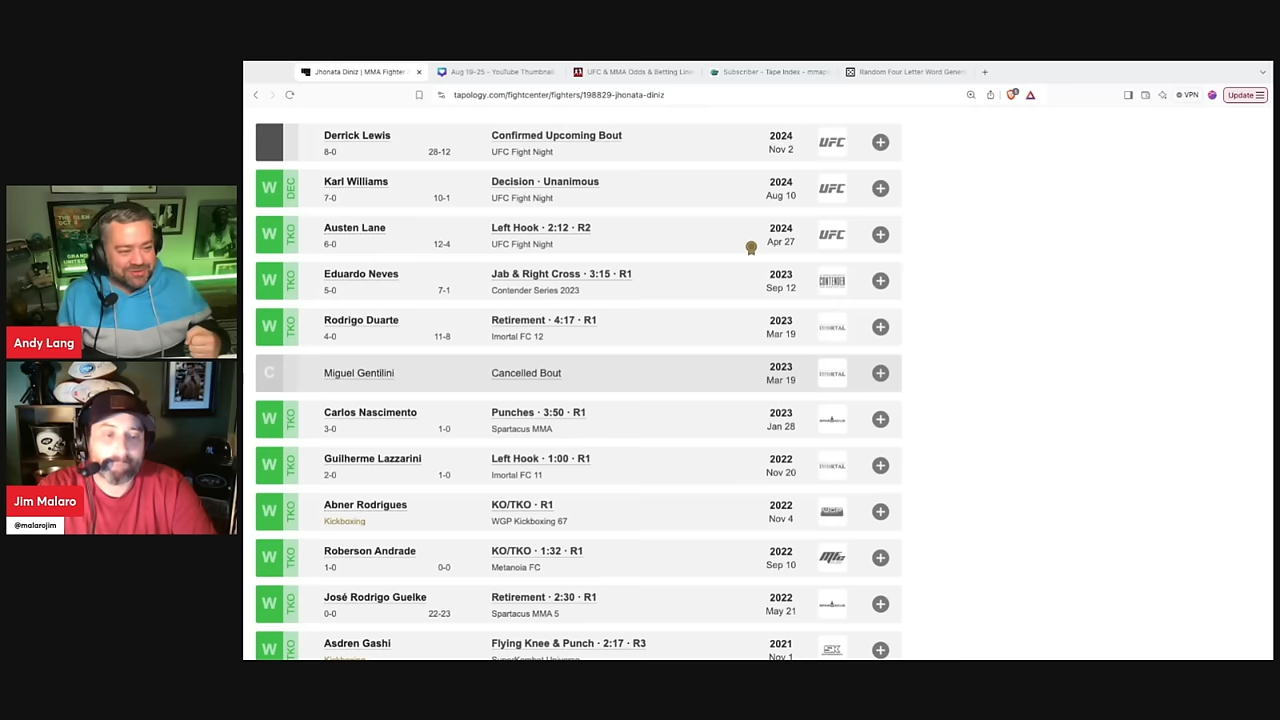 Jhonata Diniz | MMA Fighter
Aug 19-25 - YouTube Thumbnail
UFC & MMA Odds & Betting Line
Subscriber - Tape Index - mmap
Random Four Letter Word Gener
tapology.com/fightcenter/fighters/198829-jhonata-diniz
VPN
Update
Derrick Lewis
Confirmed Upcoming Bout
2024
8-0
28-12
UFC Fight Night
Nov 2
UFC
W
DEC
Karl Williams
Decision · Unanimous
2024
7-0
10-1
UFC Fight Night
Aug 10
UFC
W
TKO
Austen Lane
Left Hook · 2:12 · R2
2024
6-0
12-4
UFC Fight Night
Apr 27
UFC
W
TKO
Eduardo Neves
Jab & Right Cross · 3:15 · R1
2023
5-0
7-1
Contender Series 2023
Sep 12
CONTENDER
W
TKO
Rodrigo Duarte
Retirement · 4:17 · R1
2023
4-0
11-8
Imortal FC 12
Mar 19
IMORTAL
C
Miguel Gentilini
Cancelled Bout
2023
Mar 19
IMORTAL
W
TKO
Carlos Nascimento
Punches · 3:50 · R1
2023
3-0
1-0
Spartacus MMA
Jan 28
W
TKO
Guilherme Lazzarini
Left Hook · 1:00 · R1
2022
2-0
1-0
Imortal FC 11
Nov 20
IMORTAL
W
TKO
Abner Rodrigues
KO/TKO · R1
2022
Kickboxing
WGP Kickboxing 67
Nov 4
WGP
W
TKO
Roberson Andrade
KO/TKO · 1:32 · R1
2022
1-0
0-0
Metanoia FC
Sep 10
Mfc
W
TKO
José Rodrigo Guelke
Retirement · 2:30 · R1
2022
0-0
22-23
Spartacus MMA 5
May 21
W
TKO
Asdren Gashi
Flying Knee & Punch · 2:17 · R3
2021
Kickboxing
SuperKombat Universe
Nov 1
SK
Andy Lang
Jim Malaro
@malarojim